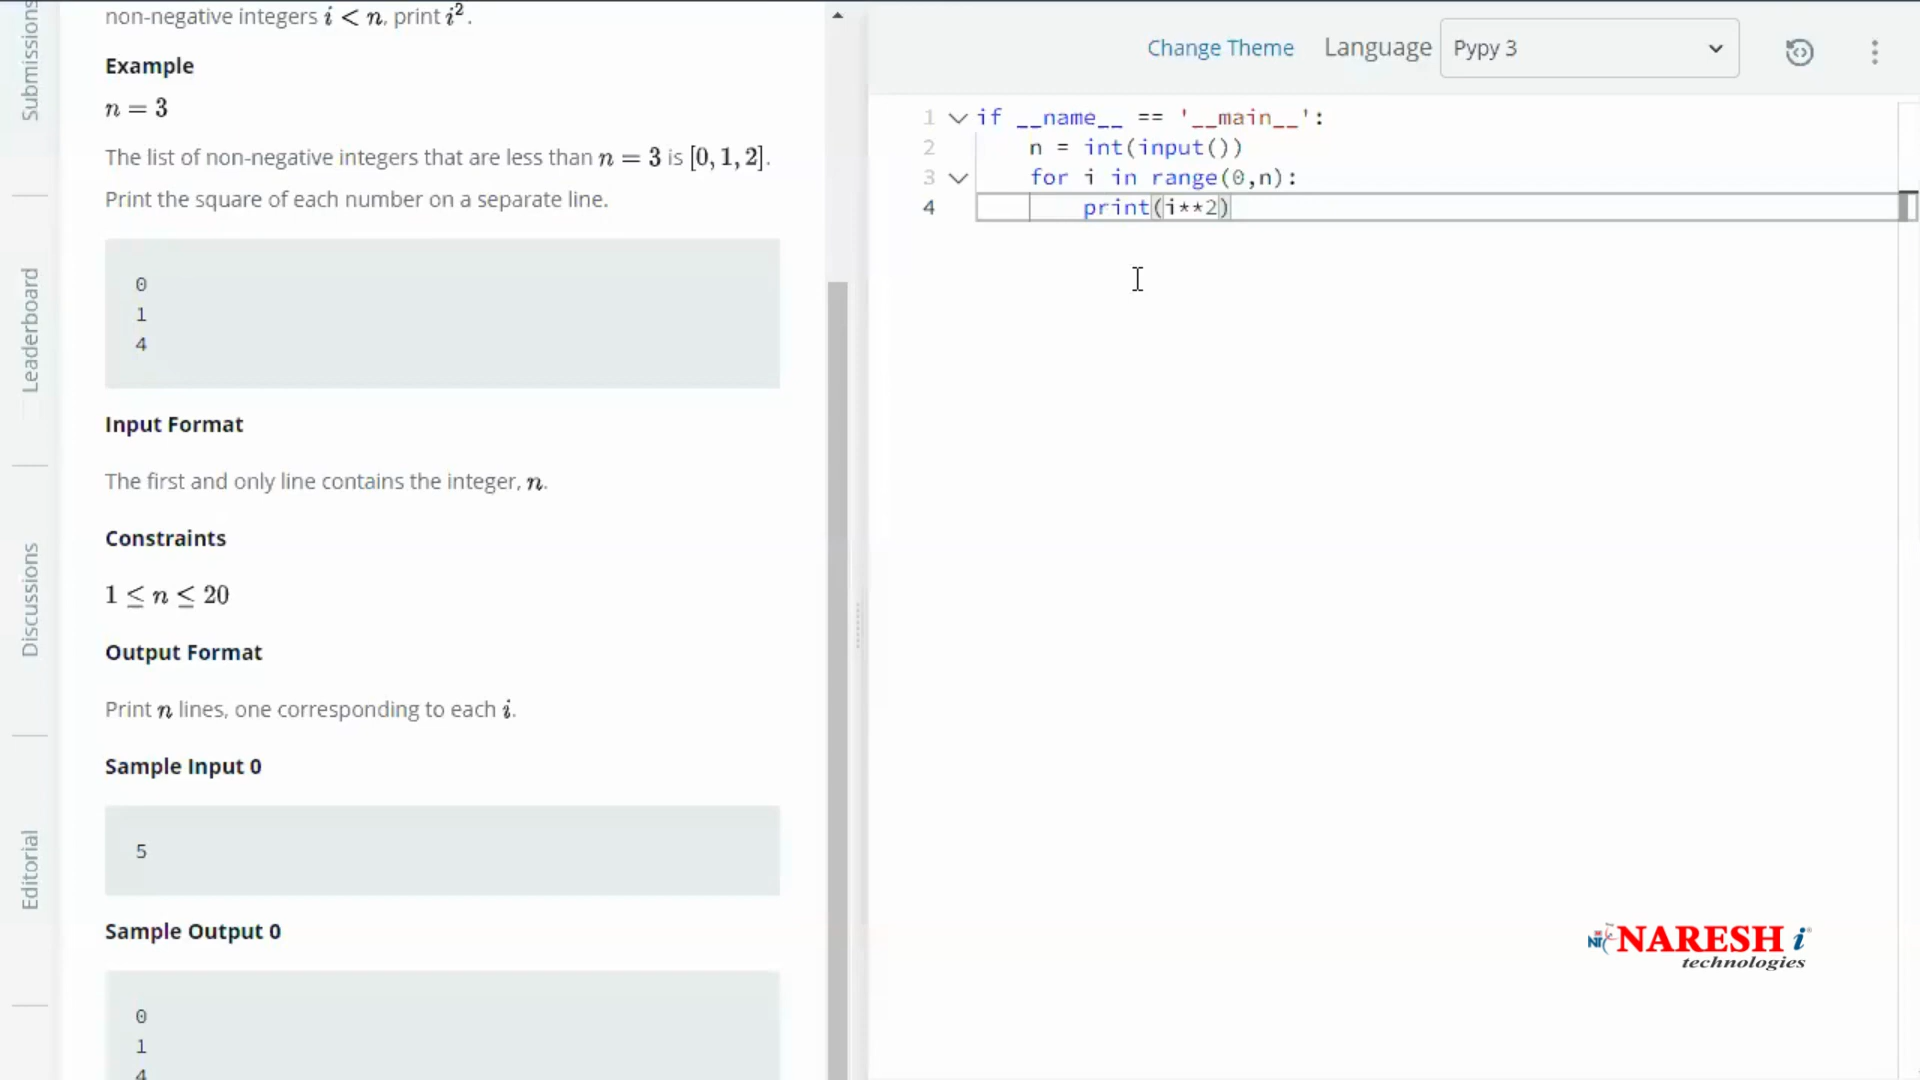 non-negative integers i < n, print i².
Example
n = 3
The list of non-negative integers that are less than n = 3 is [0, 1, 2].
Print the square of each number on a separate line.
0
1
4
Input Format
The first and only line contains the integer, n.
Constraints
1 ≤ n ≤ 20
Output Format
Print n lines, one corresponding to each i.
Sample Input 0
5
Sample Output 0
0
1
4
Submissions
Leaderboard
Discussions
Editorial
Change Theme Language Pypy 3
1 if __name__ == '__main__':
2 n = int(input())
3 for i in range(0,n):
4 print(i**2)
NARESH i
technologies